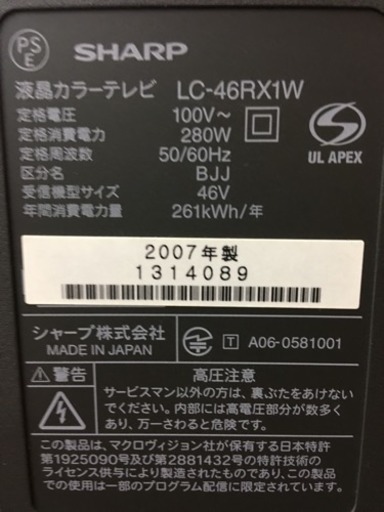 PS
E
SHARP
液晶カラーテレビ LC-46RX1W
定格電圧 100V~
定格消費電力 280W
定格周波数 50/60Hz
区分名 BJJ
受信機型サイズ 46V
年間消費電力量 261kWh/年
S
UL APEX
2007年製
1314089
シャープ株式会社
MADE IN JAPAN
T A06-0581001
警告 高圧注意
サービスマン以外の方は、裏ぶたをあけない
でください。内部には高電圧部分が数多く
あり、万一さわると危険です。
この製品は、マクロヴィジョン社が保有する日本特許
第1925090号及び第2881432号の特許技術の
ライセンス供与により製造されたものであり、この製品
での使用は一部のプログラム配信に限定されており、